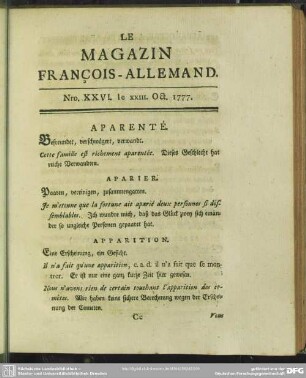 LE
MAGAZIN
FRANÇOIS-ALLEMAND.
Nro. XXVI. le XXIII. Oct. 1777.
APARENTÉ.
Befreundet, verschwägert, verwandt.
Cette famille est richement aparentée. Dieses Geschlecht hat
reiche Verwandten.
APARIER.
Paaren, vereinigen, zusammengatten.
Je m'etonne que la fortune ait aparié deux personnes si dis-
semblables. Ich wundre mich, daß das Glück zwey sich einan-
der so ungleiche Personen gepaaret hat.
APPARITION.
Eine Erscheinung, ein Gesicht.
Il n'a fait qu'une apparition, c. a. d. il n'a fait que se mon-
trer. Er ist nur eine ganz kurze Zeit hier gewesen.
Nous n'avons rien de certain touchant l'apparition des co-
mètes. Wir haben keine sichere Berechnung wegen der Erschei-
nung der Cometen.
Cc